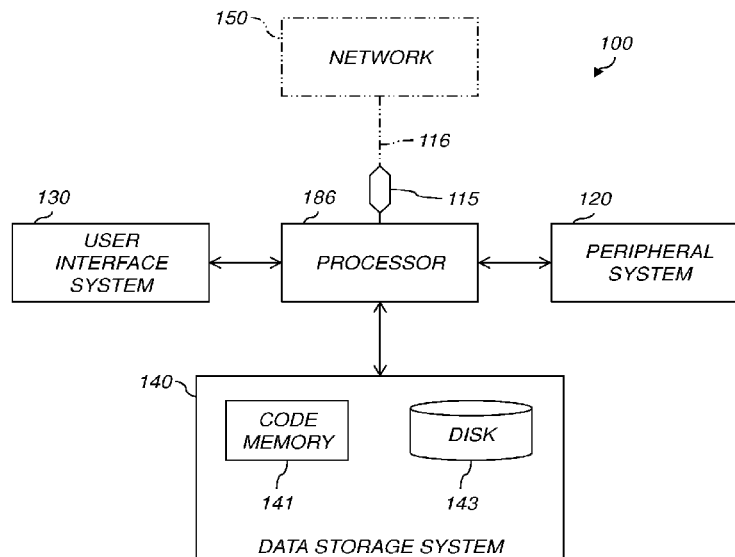 150
NETWORK
100
116
115
130
186
120
USER
INTERFACE
SYSTEM
PROCESSOR
PERIPHERAL
SYSTEM
140
CODE
MEMORY
DISK
141
143
DATA STORAGE SYSTEM